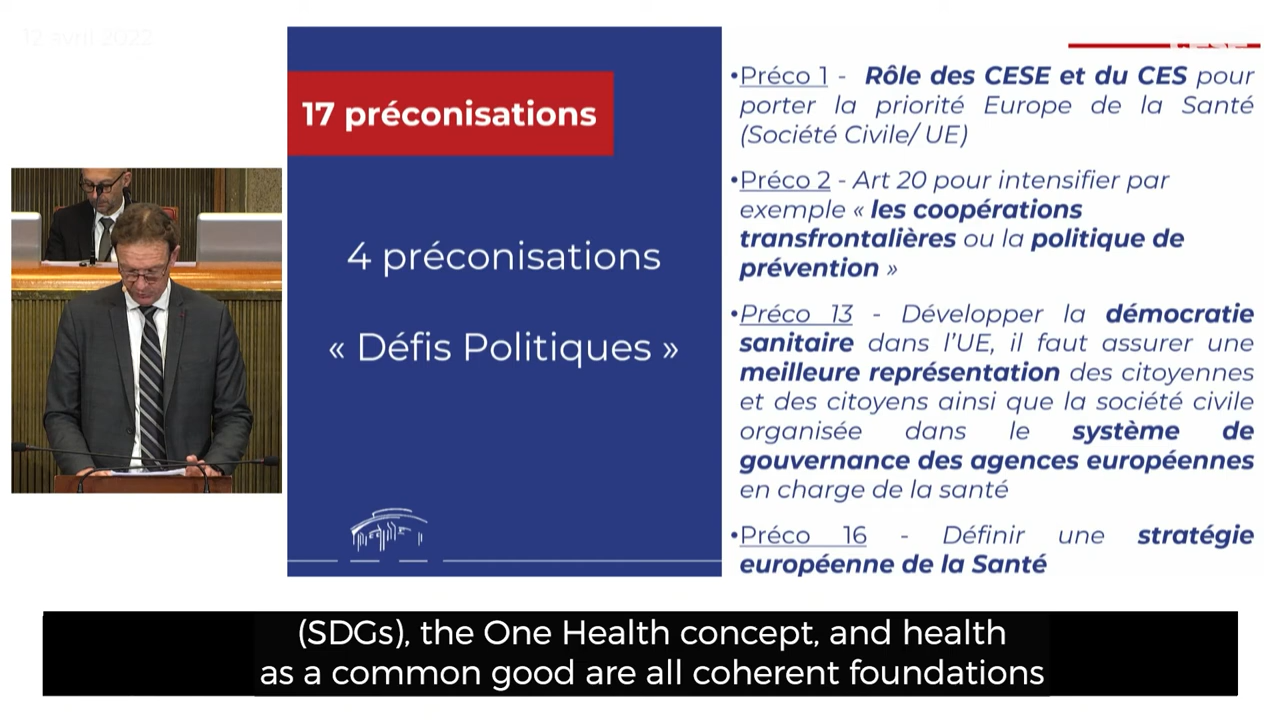 12 avril 2022
17 préconisations
4 préconisations
« Défis Politiques »
•Préco 1 - Rôle des CESE et du CES pour
porter la priorité Europe de la Santé
(Société Civile/ UE)
•Préco 2 - Art 20 pour intensifier par
exemple « les coopérations
transfrontalières ou la politique de
prévention »
•Préco 13 - Développer la démocratie
sanitaire dans l'UE, il faut assurer une
meilleure représentation des citoyennes
et des citoyens ainsi que la société civile
organisée dans le système de
gouvernance des agences européennes
en charge de la santé
•Préco 16 - Définir une stratégie
européenne de la Santé
(SDGs), the One Health concept, and health
as a common good are all coherent foundations